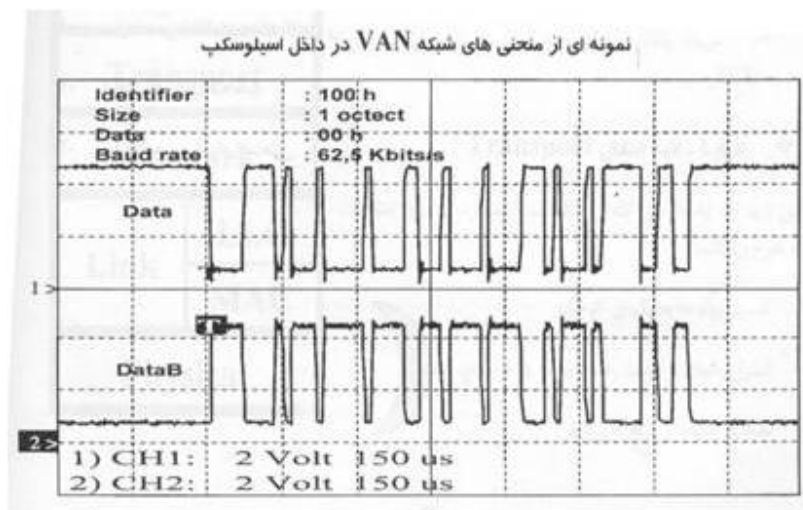 نمونه ای از منحنی های شبکه VAN در داخل اسیلوسکپ
Identifier : 100 h
Size : 1 octect
Data : 00 h
Baud rate : 62,5 Kbits/s
Data
1>
DataB
2>
1) CH1: 2 Volt 150 us
2) CH2: 2 Volt 150 us